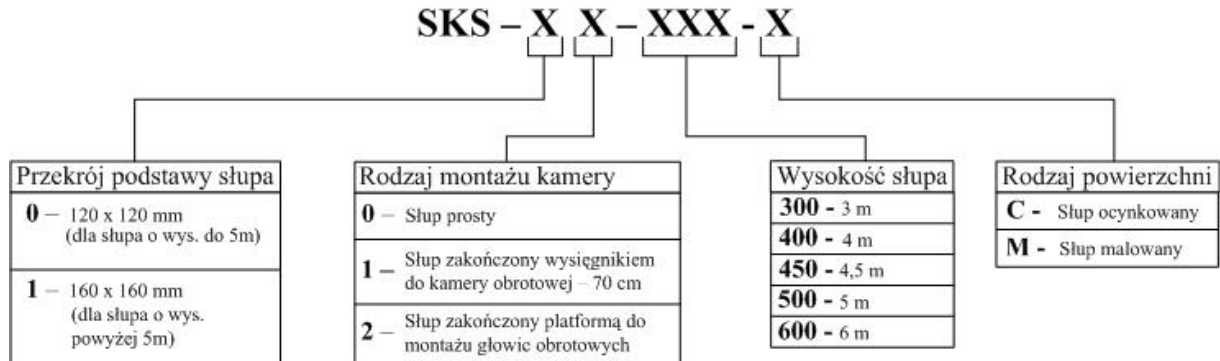 SKS – X X – XXX - X
Przekrój podstawy słupa
0 – 120 x 120 mm
(dla słupa o wys. do 5m)
1 – 160 x 160 mm
(dla słupa o wys.
powyżej 5m)
Rodzaj montażu kamery
0 – Słup prosty
1 – Słup zakończony wysięgnikiem
do kamery obrotowej – 70 cm
2 – Słup zakończony platformą do
montażu głowic obrotowych
Wysokość słupa
300 - 3 m
400 - 4 m
450 - 4,5 m
500 - 5 m
600 - 6 m
Rodzaj powierzchni
C - Słup ocynkowany
M - Słup malowany